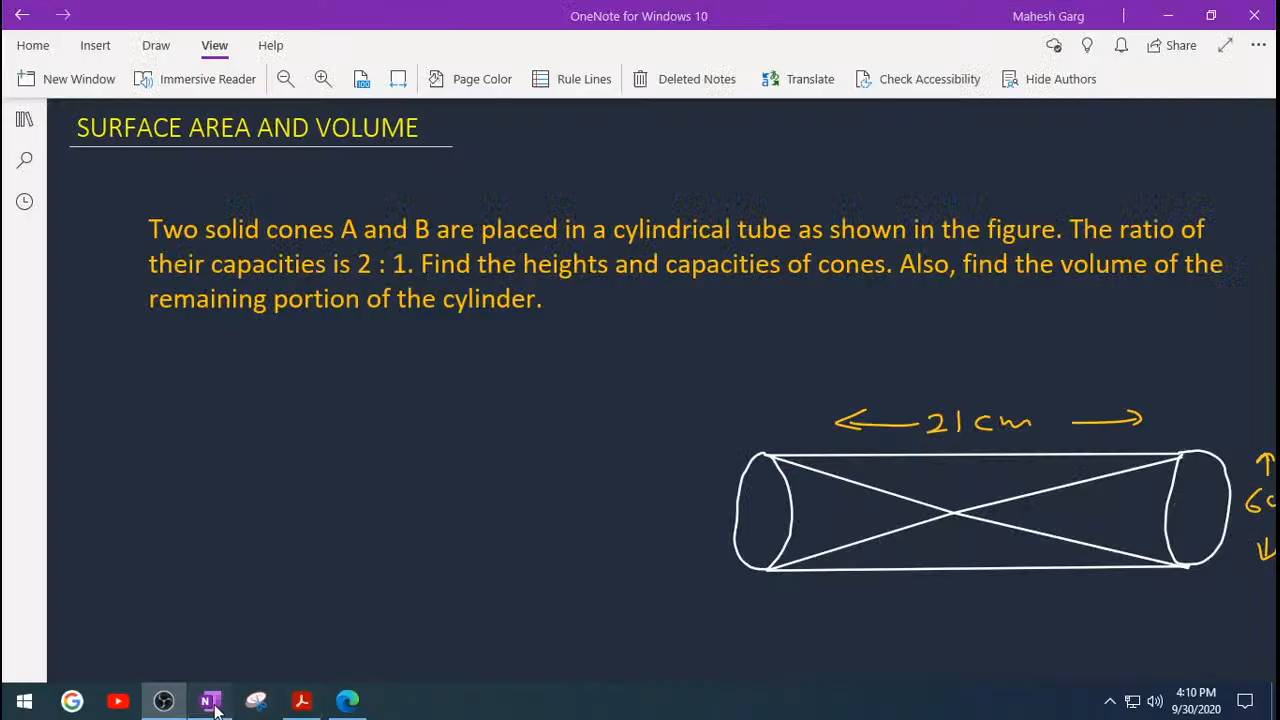 OneNote for Windows 10
Mahesh Garg
Home Insert Draw View Help
Share
New Window Immersive Reader Page Color Rule Lines Deleted Notes Translate Check Accessibility Hide Authors
SURFACE AREA AND VOLUME
Two solid cones A and B are placed in a cylindrical tube as shown in the figure. The ratio of
their capacities is 2 : 1. Find the heights and capacities of cones. Also, find the volume of the
remaining portion of the cylinder.
21 cm
4:10 PM
9/30/2020